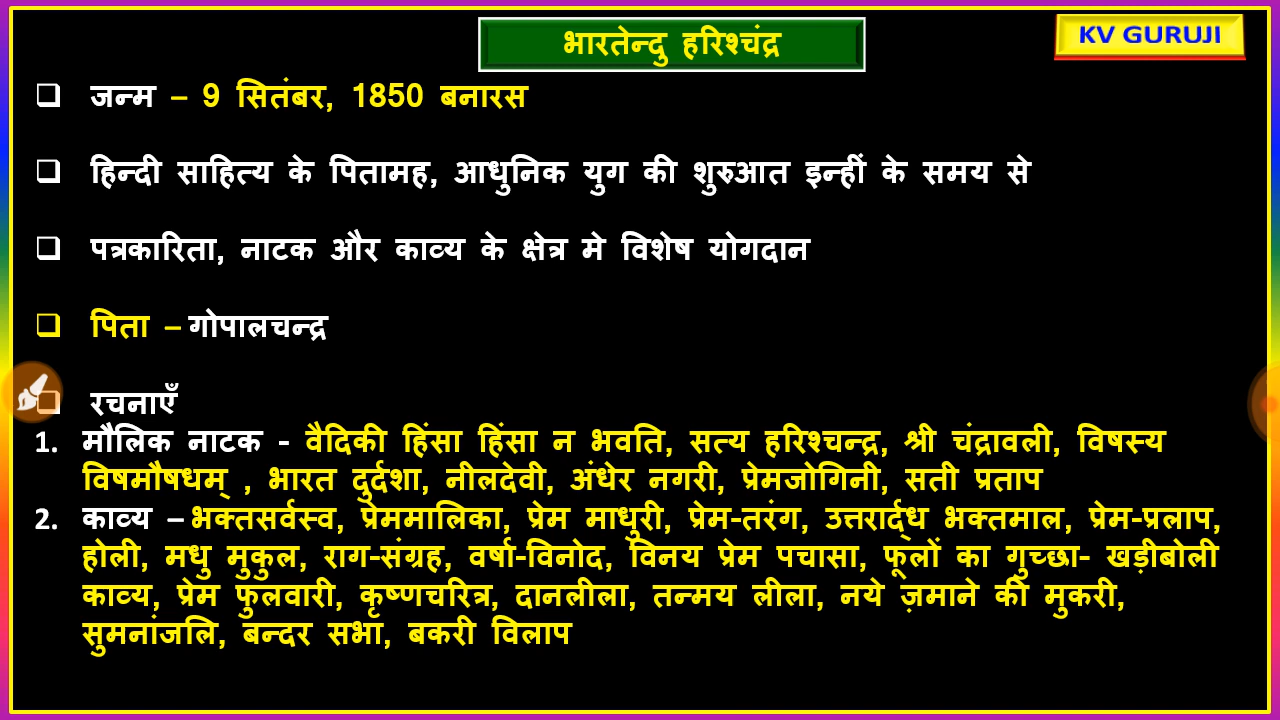 भारतेन्दु हरिश्चंद्र
KV GURUJI
❑ जन्म – 9 सितंबर, 1850 बनारस
❑ हिन्दी साहित्य के पितामह, आधुनिक युग की शुरुआत इन्हीं के समय से
❑ पत्रकारिता, नाटक और काव्य के क्षेत्र मे विशेष योगदान
❑ पिता – गोपालचन्द्र
❑ रचनाएँ
1. मौलिक नाटक - वैदिकी हिंसा हिंसा न भवति, सत्य हरिश्चन्द्र, श्री चंद्रावली, विषस्य
विषमौषधम् , भारत दुर्दशा, नीलदेवी, अंधेर नगरी, प्रेमजोगिनी, सती प्रताप
2. काव्य – भक्तसर्वस्व, प्रेममालिका, प्रेम माधुरी, प्रेम-तरंग, उत्तरार्द्ध भक्तमाल, प्रेम-प्रलाप,
होली, मधु मुकुल, राग-संग्रह, वर्षा-विनोद, विनय प्रेम पचासा, फूलों का गुच्छा- खड़ीबोली
काव्य, प्रेम फुलवारी, कृष्णचरित्र, दानलीला, तन्मय लीला, नये ज़माने की मुकरी,
सुमनांजलि, बन्दर सभा, बकरी विलाप